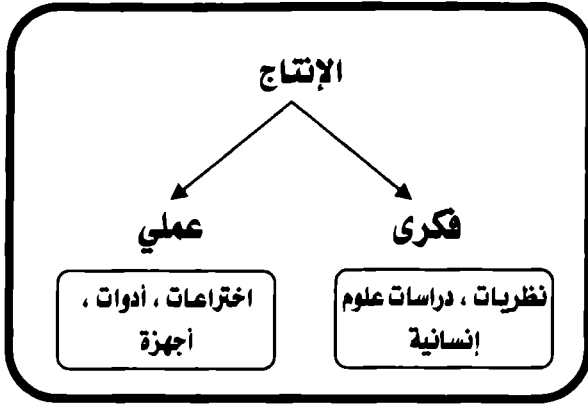 الإنتاج
فكرى
عملي
نظريات ، دراسات علوم
إنسانية
اختراعات ، أدوات ،
أجهزة